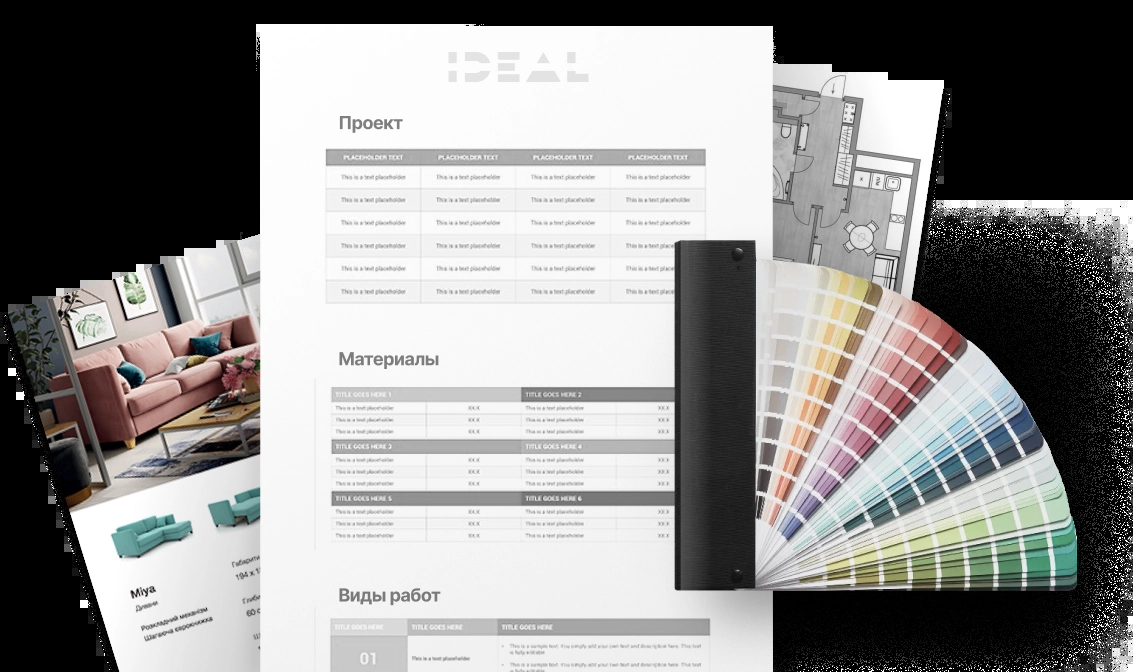 IDEAL
Проект
PLACEHOLDER TEXT PLACEHOLDER TEXT PLACEHOLDER TEXT PLACEHOLDER TEXT
This is a text placeholder This is a text placeholder This is a text placeholder This is a text placeholder
This is a text placeholder This is a text placeholder This is a text placeholder This is a text placeholder
This is a text placeholder This is a text placeholder This is a text placeholder This is a text placeholder
This is a text placeholder This is a text placeholder This is a text placeholder This is a text
This is a text placeholder This is a text placeholder This is a text placeholder This is a text
This is a text placeholder This is a text placeholder This is a text placeholder This is a text
Материалы
TITLE GOES HERE 1 TITLE GOES HERE 2
This is a text placeholder XX.X This is a text placeholder XX.X
This is a text placeholder XX.X This is a text placeholder XX.X
This is a text placeholder XX.X This is a text placeholder XX.X
TITLE GOES HERE 3 TITLE GOES HERE 4
This is a text placeholder XX.X This is a text placeholder XX.X
This is a text placeholder XX.X This is a text placeholder XX.X
This is a text placeholder XX.X This is a text placeholder XX.X
TITLE GOES HERE 5 TITLE GOES HERE 6
This is a text placeholder XX.X This is a text placeholder XX.X
This is a text placeholder XX.X This is a text placeholder XX.X
This is a text placeholder XX.X This is a text placeholder XX.X
Виды работ
TITLE GOES HERE TITLE GOES HERE TITLE GOES HERE
01 This is a text placeholder
This is a sample text. You simply add your own text and description here. This text
is fully editable.
This is a sample text. You simply add your own text and description here. This text
Miya
Дивани
Розкладний механізм
Шагаюча єврокнижка
Габарити
194 x
60